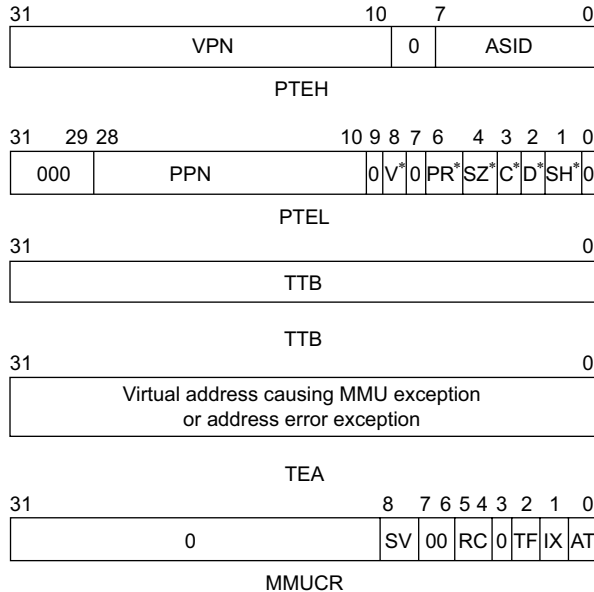 31 10 7 0
VPN 0 ASID
PTEH
31 29 28 10 9 8 7 6 4 3 2 1 0
000 PPN 0 V* 0 PR* SZ* C* D* SH* 0
PTEL
31 0
TTB
TTB
31 0
Virtual address causing MMU exception
or address error exception
TEA
31 8 7 6 5 4 3 2 1 0
0 SV 00 RC 0 TF IX AT
MMUCR